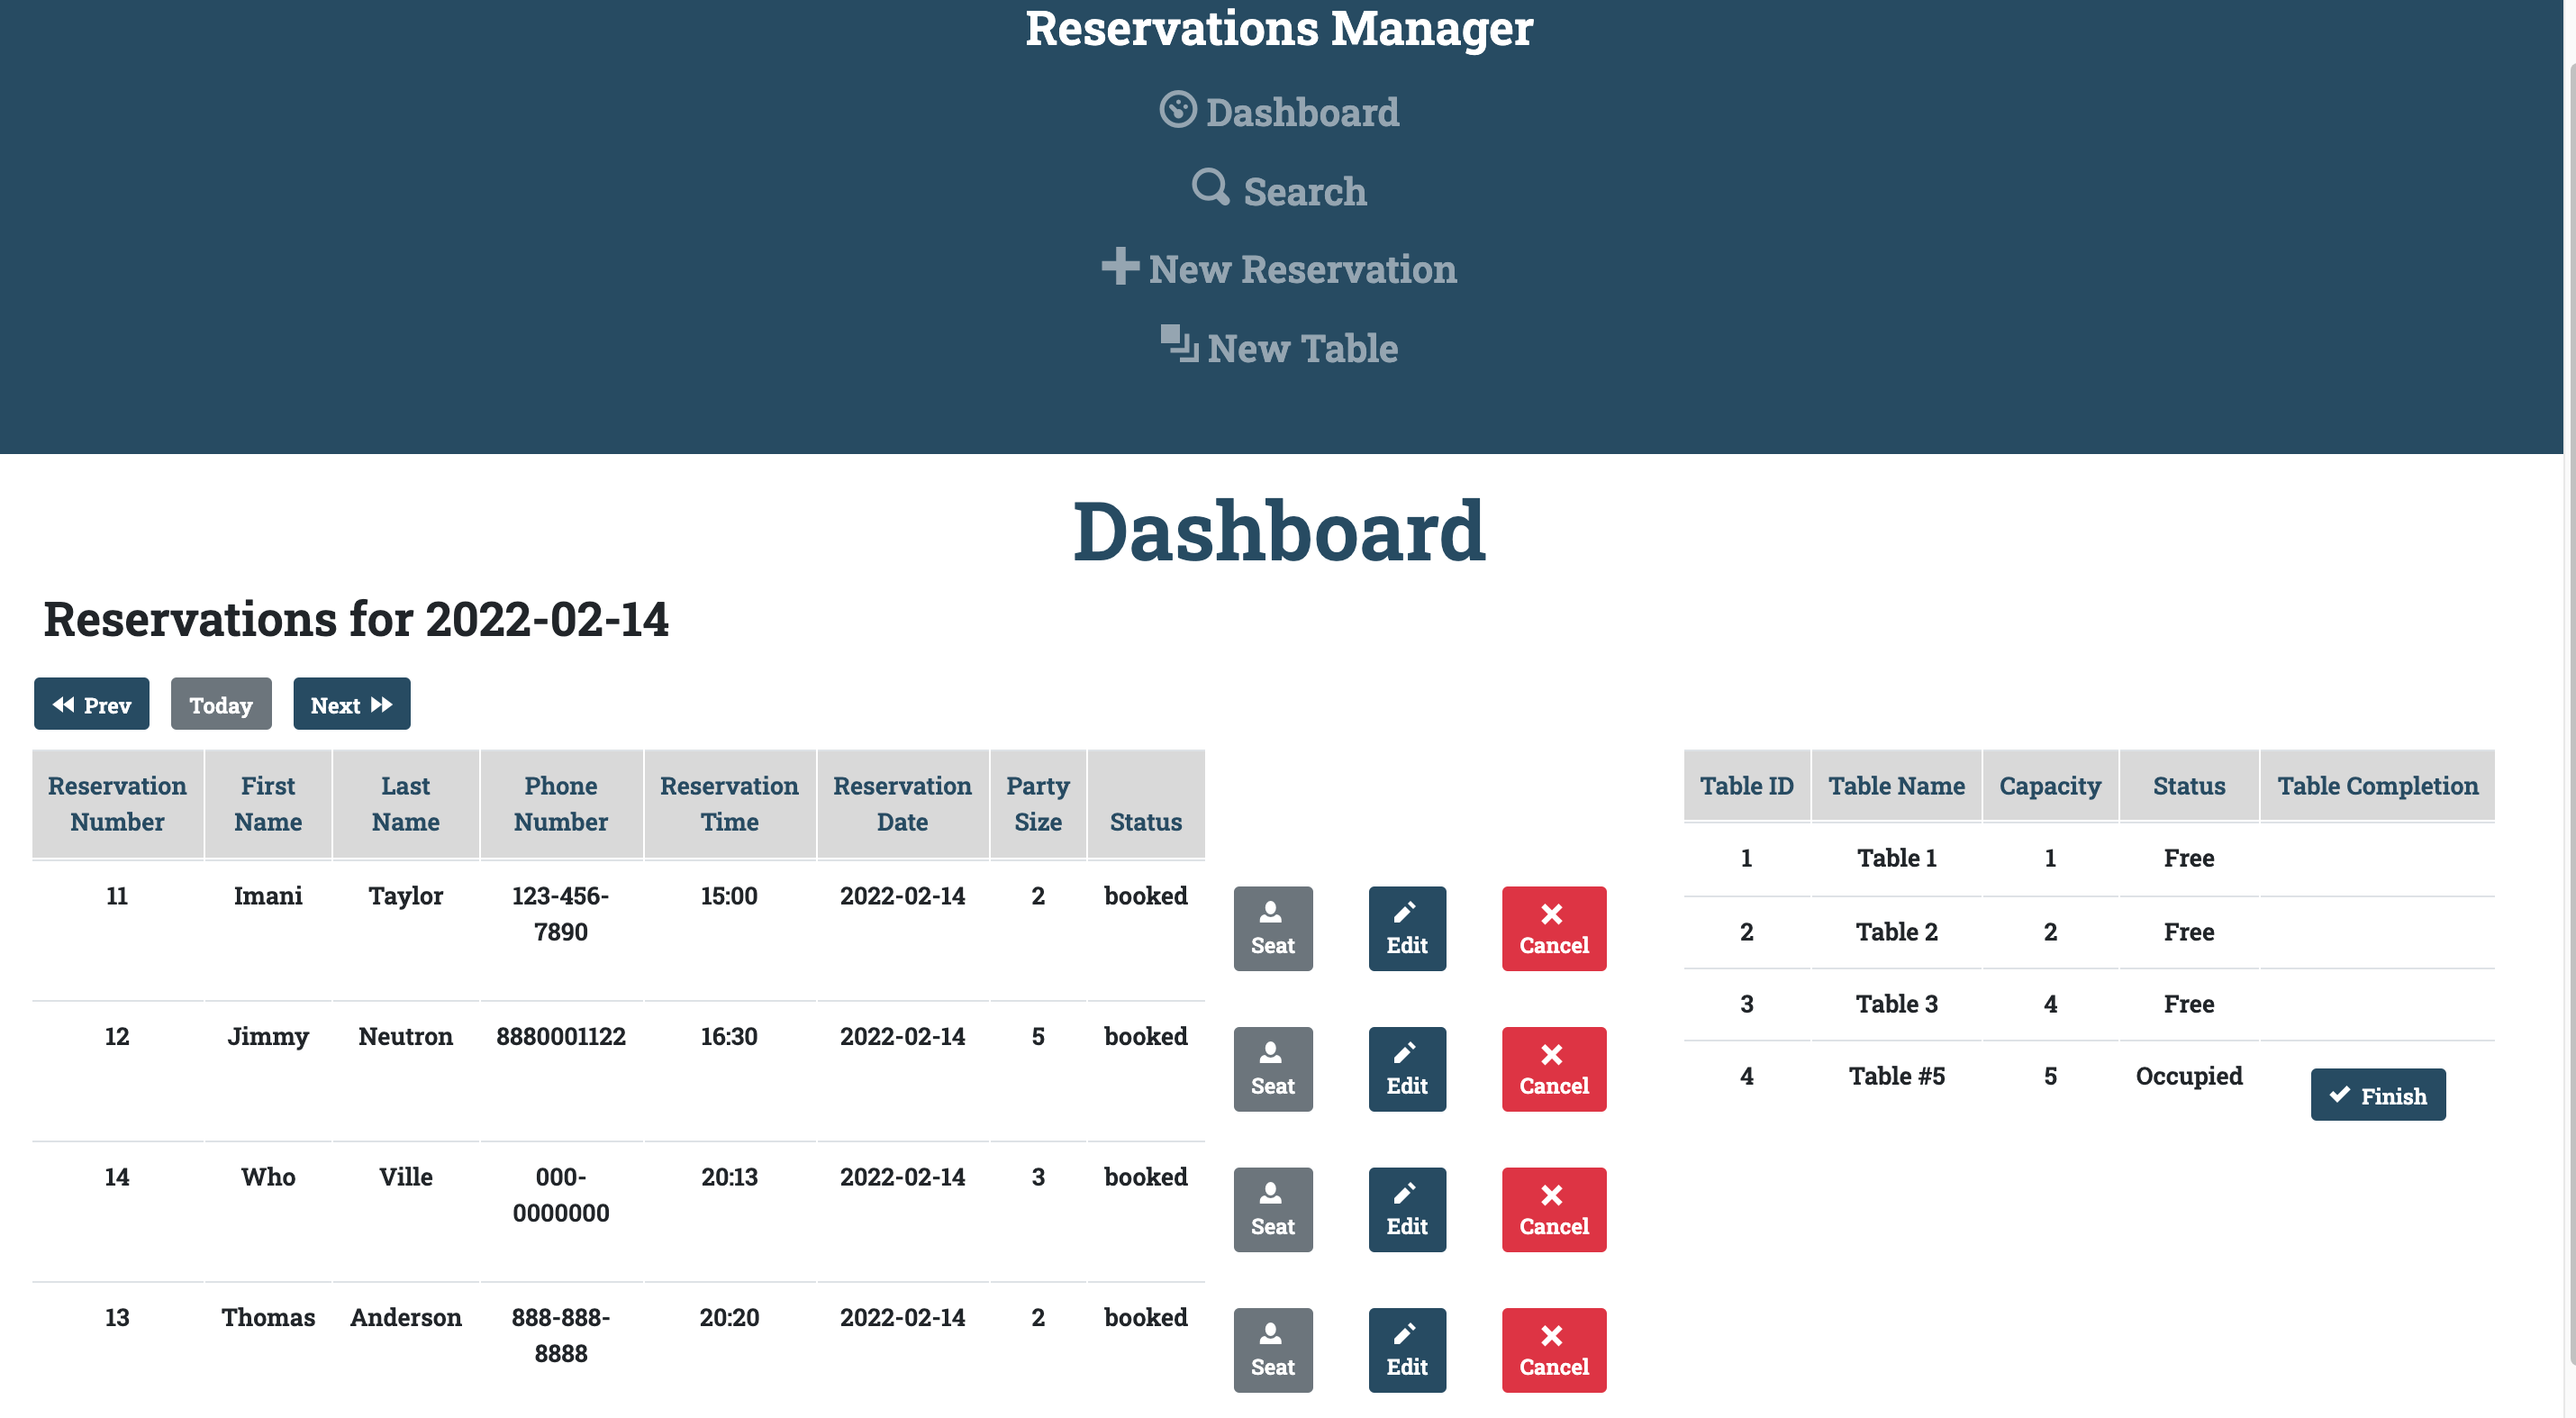 Reservations Manager
Dashboard
Search
New Reservation
New Table
Dashboard
Reservations for 2022-02-14
Prev Today Next
Reservation Number First Name Last Name Phone Number Reservation Time Reservation Date Party Size Status
11 Imani Taylor 123-456-7890 15:00 2022-02-14 2 booked Seat Edit Cancel
12 Jimmy Neutron 8880001122 16:30 2022-02-14 5 booked Seat Edit Cancel
14 Who Ville 000-0000000 20:13 2022-02-14 3 booked Seat Edit Cancel
13 Thomas Anderson 888-888-8888 20:20 2022-02-14 2 booked Seat Edit Cancel
Table ID Table Name Capacity Status Table Completion
1 Table 1 1 Free
2 Table 2 2 Free
3 Table 3 4 Free
4 Table #5 5 Occupied Finish